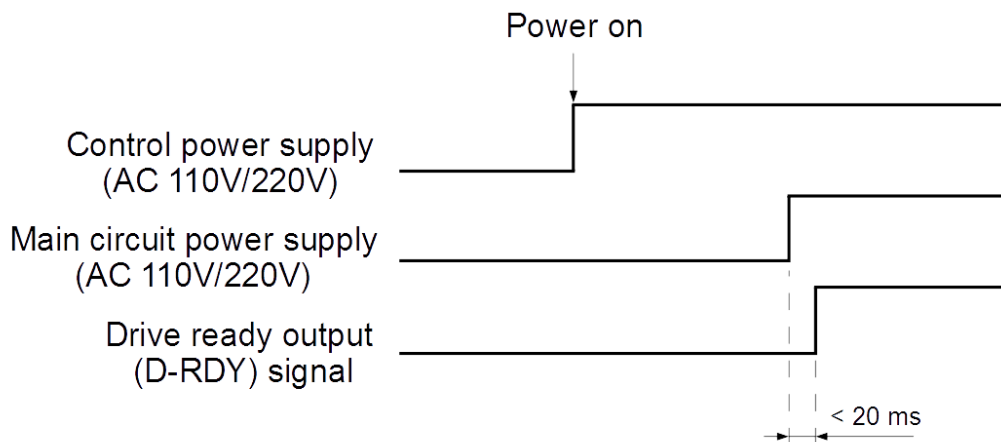 Power on
Control power supply
(AC 110V/220V)
Main circuit power supply
(AC 110V/220V)
Drive ready output
(D-RDY) signal
< 20 ms